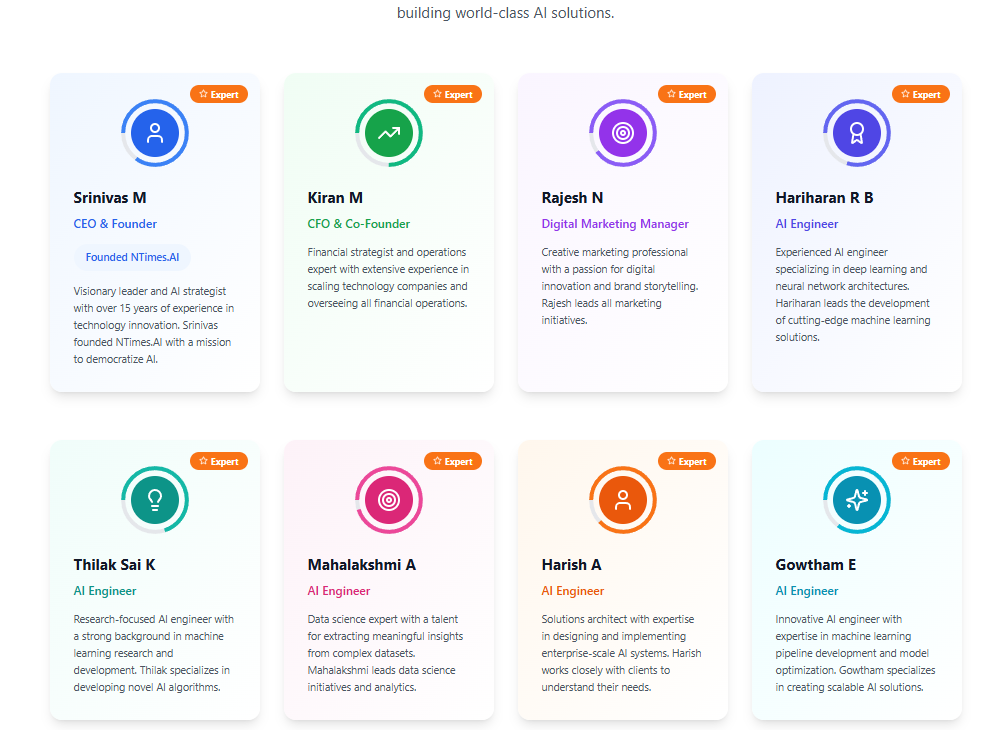 building world-class AI solutions.
Expert
Srinivas M
CEO & Founder
Founded NTimes.AI
Visionary leader and AI strategist
with over 15 years of experience in
technology innovation. Srinivas
founded NTimes.AI with a mission
to democratize AI.
Expert
Kiran M
CFO & Co-Founder
Financial strategist and operations
expert with extensive experience in
scaling technology companies and
overseeing all financial operations.
Expert
Rajesh N
Digital Marketing Manager
Creative marketing professional
with a passion for digital
innovation and brand storytelling.
Rajesh leads all marketing
initiatives.
Expert
Hariharan R B
AI Engineer
Experienced AI engineer
specializing in deep learning and
neural network architectures.
Hariharan leads the development
of cutting-edge machine learning
solutions.
Expert
Thilak Sai K
AI Engineer
Research-focused AI engineer with
a strong background in machine
learning research and
development. Thilak specializes in
developing novel AI algorithms.
Expert
Mahalakshmi A
AI Engineer
Data science expert with a talent
for extracting meaningful insights
from complex datasets.
Mahalakshmi leads data science
initiatives and analytics.
Expert
Harish A
AI Engineer
Solutions architect with expertise
in designing and implementing
enterprise-scale AI systems. Harish
works closely with clients to
understand their needs.
Expert
Gowtham E
AI Engineer
Innovative AI engineer with
expertise in machine learning
pipeline development and model
optimization. Gowtham specializes
in creating scalable AI solutions.